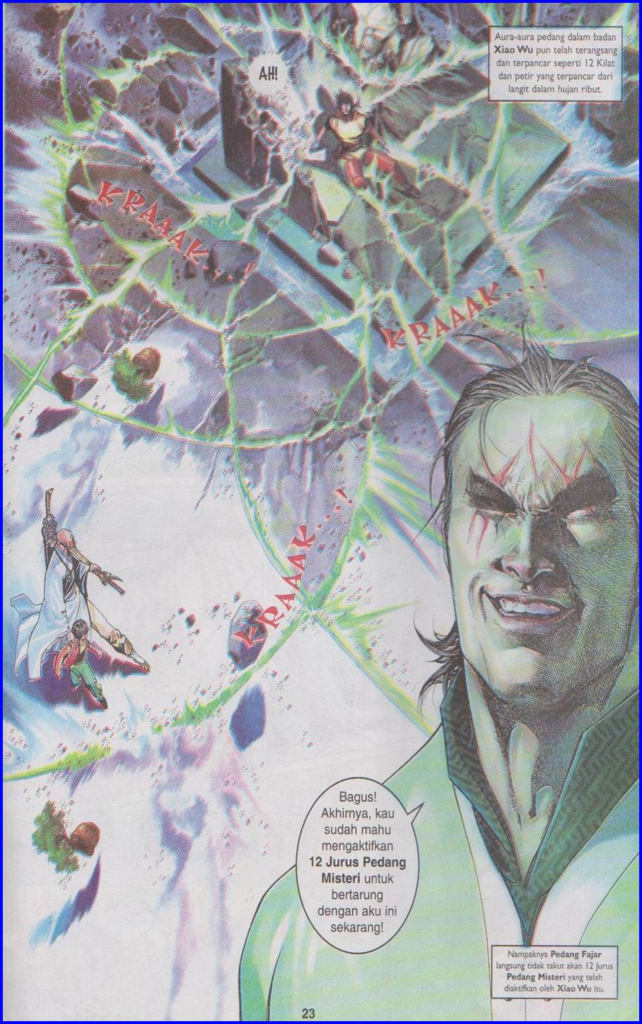 Aura-aura pedang dalam badan
Xiao Wu pun telah terangsang
dan terpancar seperti 12 Kilat
dan petir yang terpancar dari
langit dalam hujan ribut.
AH!
KRAAAK...!
KRAAAK...!
KRAAAK...!
Bagus!
Akhirnya, kau
sudah mahu
mengaktifkan
12 Jurus Pedang
Misteri untuk
bertarung
dengan aku ini
sekarang!
Nampaknya Pedang Fajar
langsung tidak takut akan 12 Jurus
Pedang Misteri yang telah
diaktifkan oleh Xiao Wu itu.
23